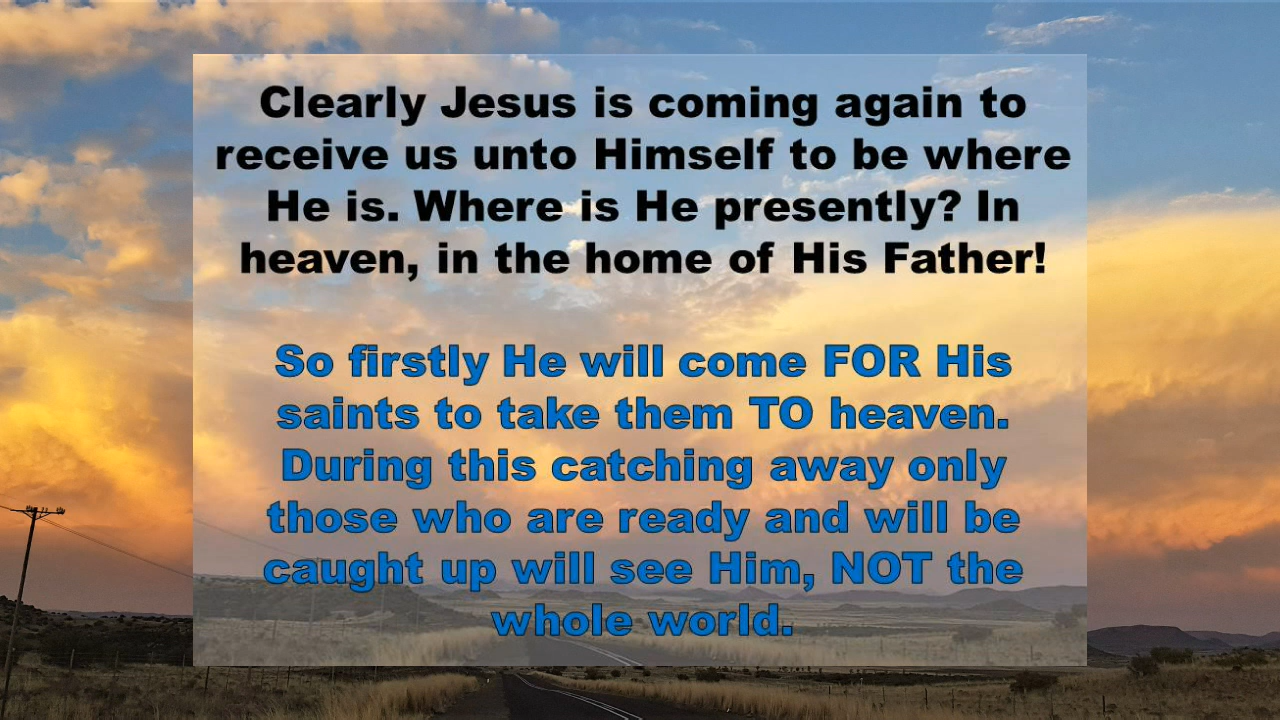 Clearly Jesus is coming again to
receive us unto Himself to be where
He is. Where is He presently? In
heaven, in the home of His Father!
So firstly He will come FOR His
saints to take them TO heaven.
During this catching away only
those who are ready and will be
caught up will see Him, NOT the
whole world.